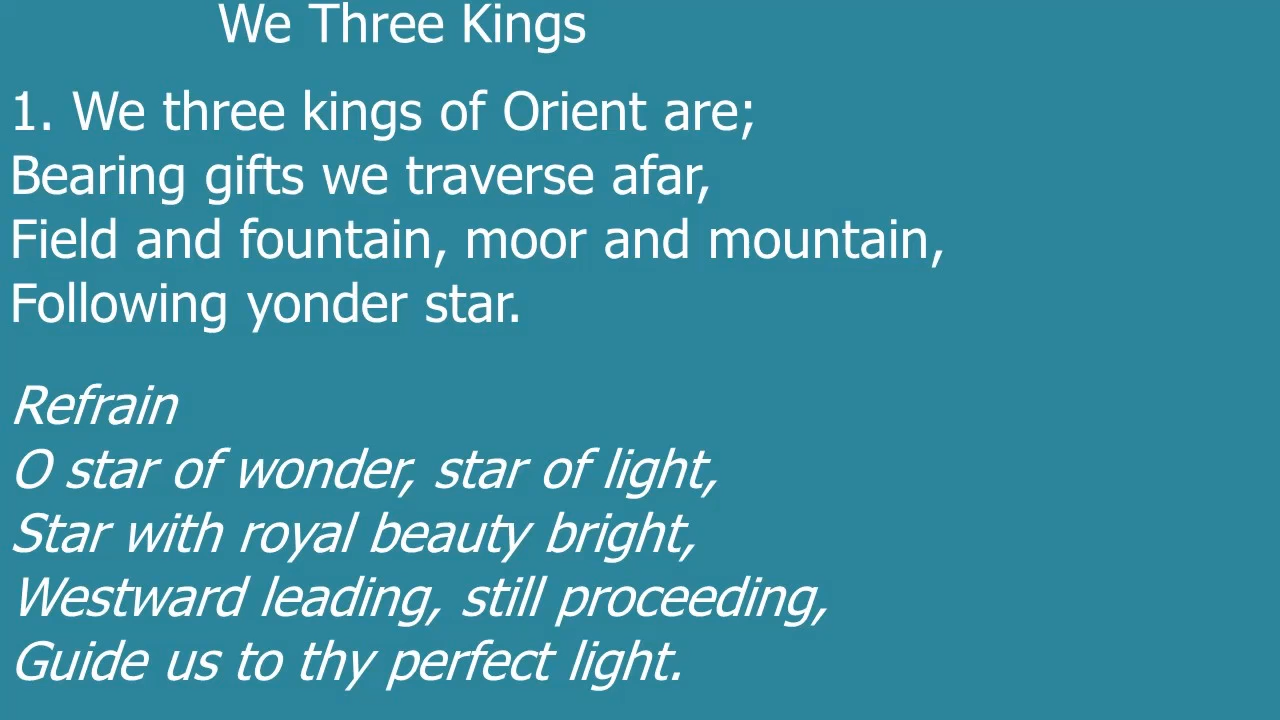 We Three Kings
1. We three kings of Orient are;
Bearing gifts we traverse afar,
Field and fountain, moor and mountain,
Following yonder star.
Refrain
O star of wonder, star of light,
Star with royal beauty bright,
Westward leading, still proceeding,
Guide us to thy perfect light.